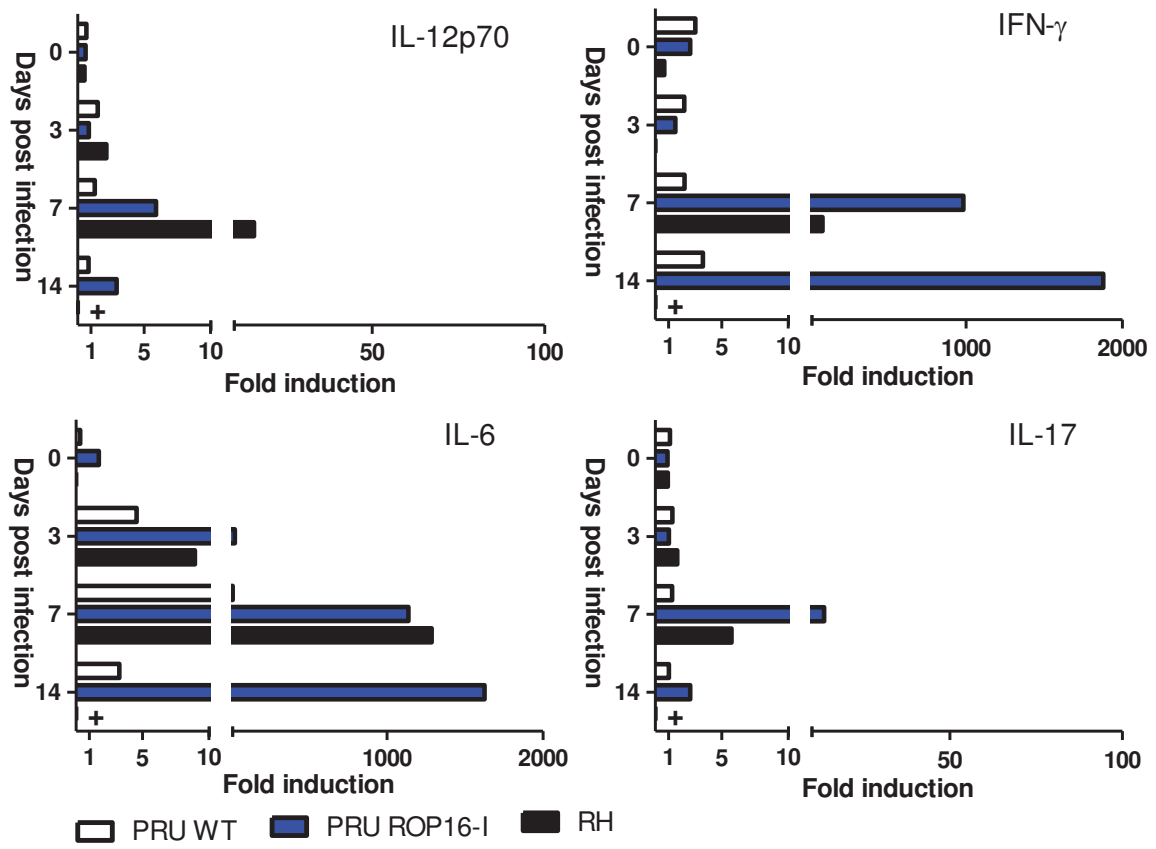 IL-12p70
Days post infection
0
3
7
14
+
1 5 10 50 100
Fold induction
IFN-γ
Days post infection
0
3
7
14
+
1 5 10 1000 2000
Fold induction
IL-6
Days post infection
0
3
7
14
+
1 5 10 1000 2000
Fold induction
IL-17
Days post infection
0
3
7
14
+
1 5 10 50 100
Fold induction
PRU WT PRU ROP16-I RH